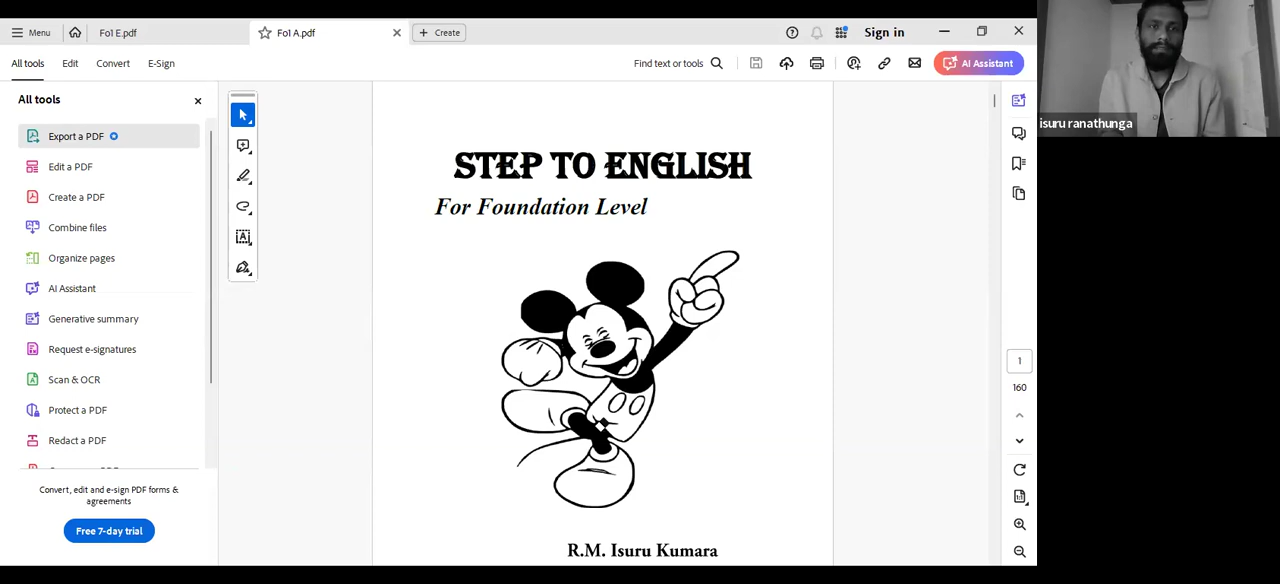 Menu
Fo1 E.pdf
Fo1 A.pdf
Create
Sign in
All tools
Edit
Convert
E-Sign
Find text or tools
AI Assistant
All tools
Export a PDF
Edit a PDF
Create a PDF
Combine files
Organize pages
AI Assistant
Generative summary
Request e-signatures
Scan & OCR
Protect a PDF
Redact a PDF
Convert, edit and e-sign PDF forms &
agreements
Free 7-day trial
STEP TO ENGLISH
For Foundation Level
R.M. Isuru Kumara
1
160
isuru ranathunga